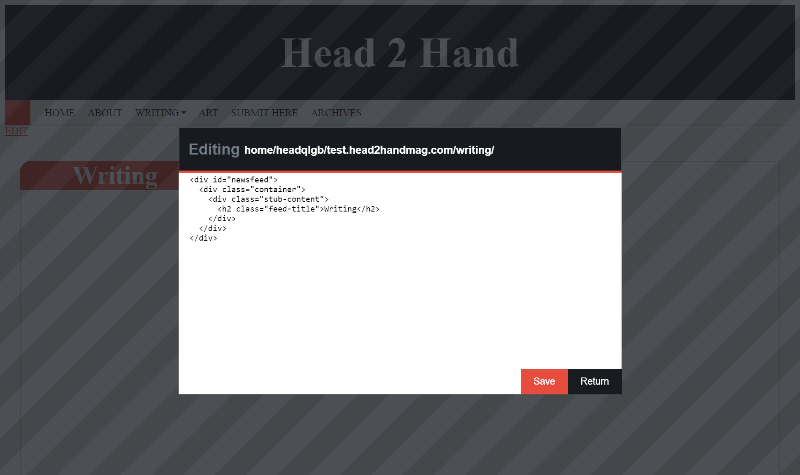 Head 2 Hand
HOME ABOUT WRITING ART SUBMIT HERE ARCHIVES
EDIT
Editing home/headqlgb/test.head2handmag.com/writing/
Writing
<div id="newsfeed">
<div class="container">
<div class="stub-content">
<h2 class="feed-title">Writing</h2>
</div>
</div>
</div>
Save Return